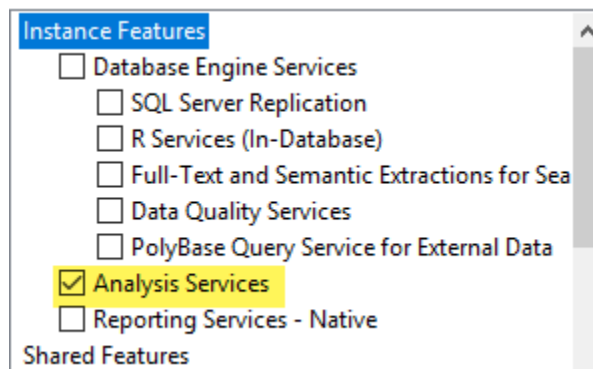 Instance Features
Database Engine Services
SQL Server Replication
R Services (In-Database)
Full-Text and Semantic Extractions for Sea
Data Quality Services
PolyBase Query Service for External Data
Analysis Services
Reporting Services - Native
Shared Features